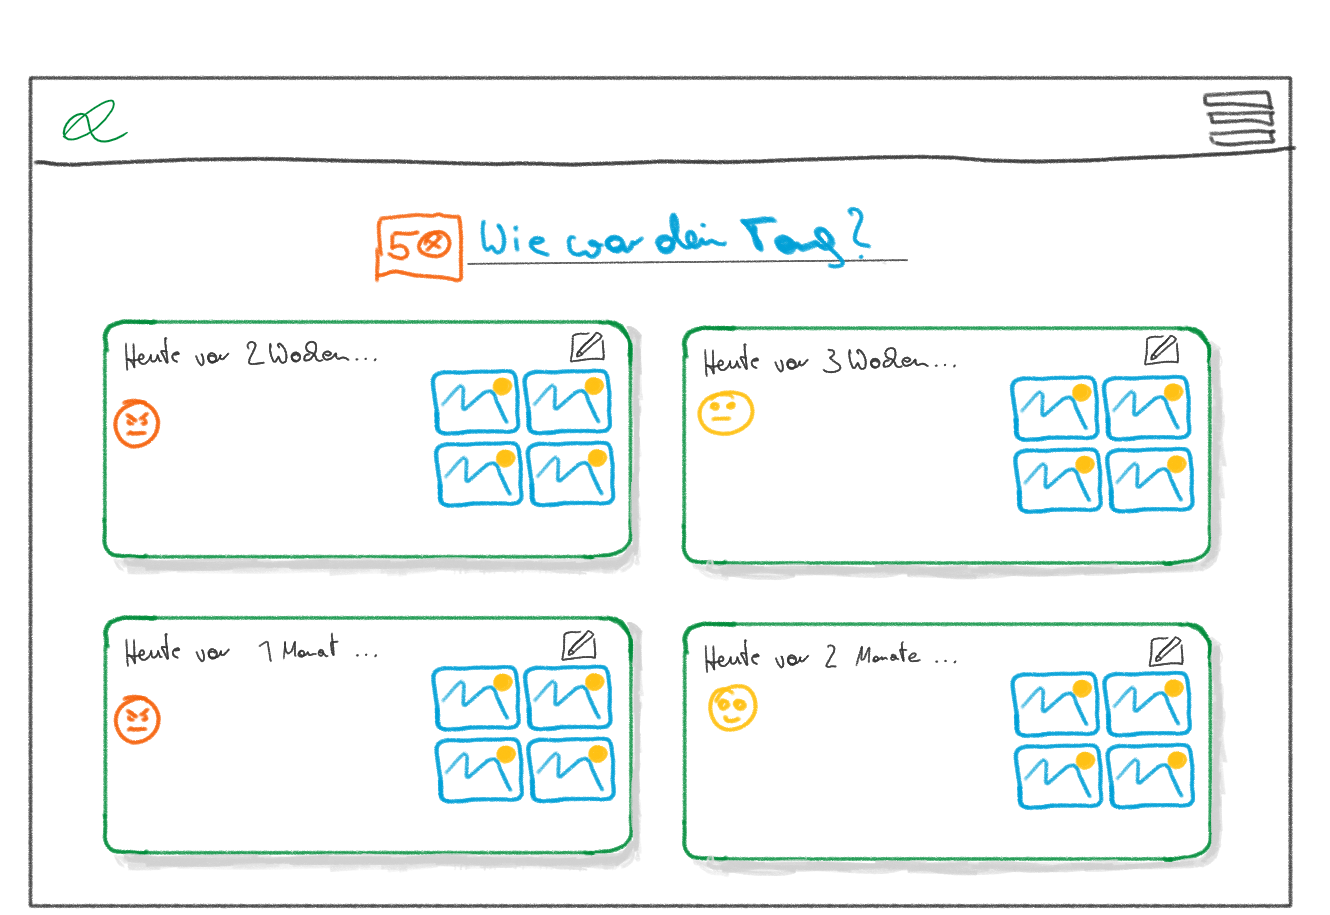 5 Wie war dein Tag?
Heute vor 2 Wochen...
Heute vor 3 Wochen...
Heute vor 1 Monat ...
Heute vor 2 Monate ...